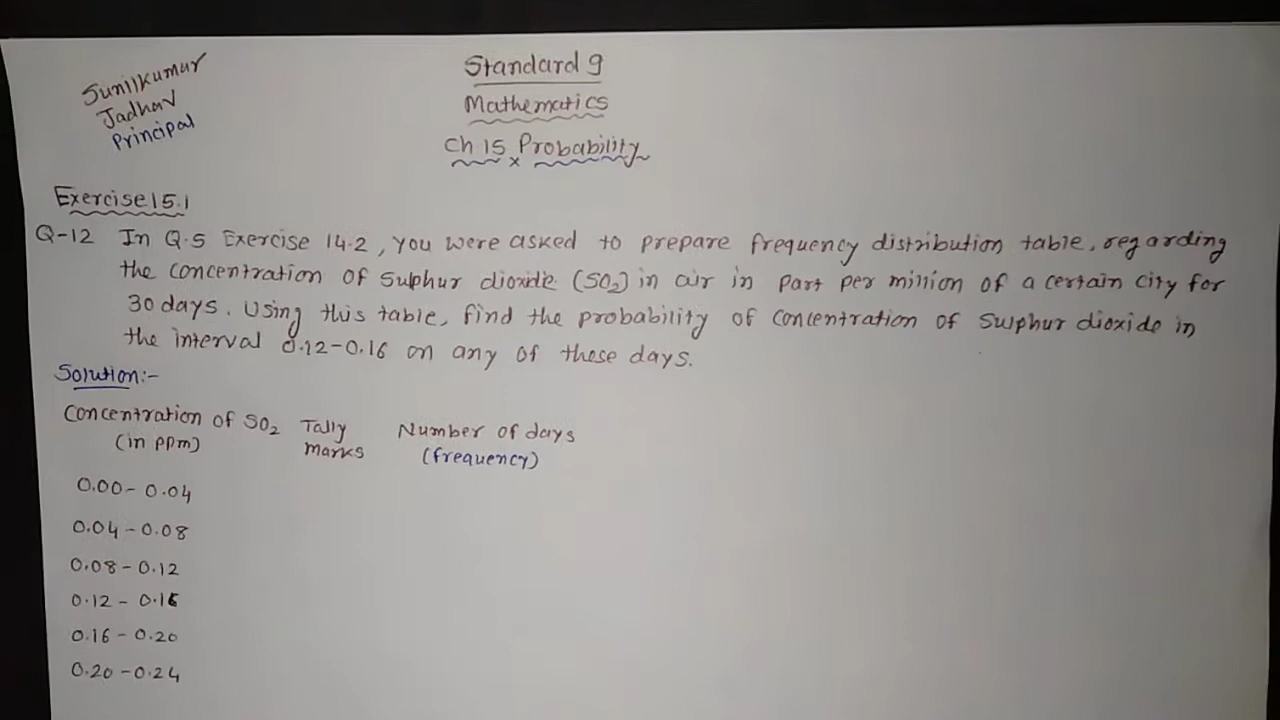 Sunilkumar
Jadhav
Principal
Standard 9
Mathematics
Ch 15 Probability
Exercise 15.1
Q-12 In Q.5 Exercise 14.2, you were asked to prepare frequency distribution table, regarding
the concentration of Sulphur dioxide (SO₂) in air in Part per million of a certain city for
30 days. Using this table, find the probability of concentration of Sulphur dioxide in
the interval 0.12-0.16 on any of these days.
Solution:-
Concentration of SO₂ Tally Number of days
(in ppm) Marks (frequency)
0.00-0.04
0.04-0.08
0.08-0.12
0.12-0.16
0.16-0.20
0.20-0.24